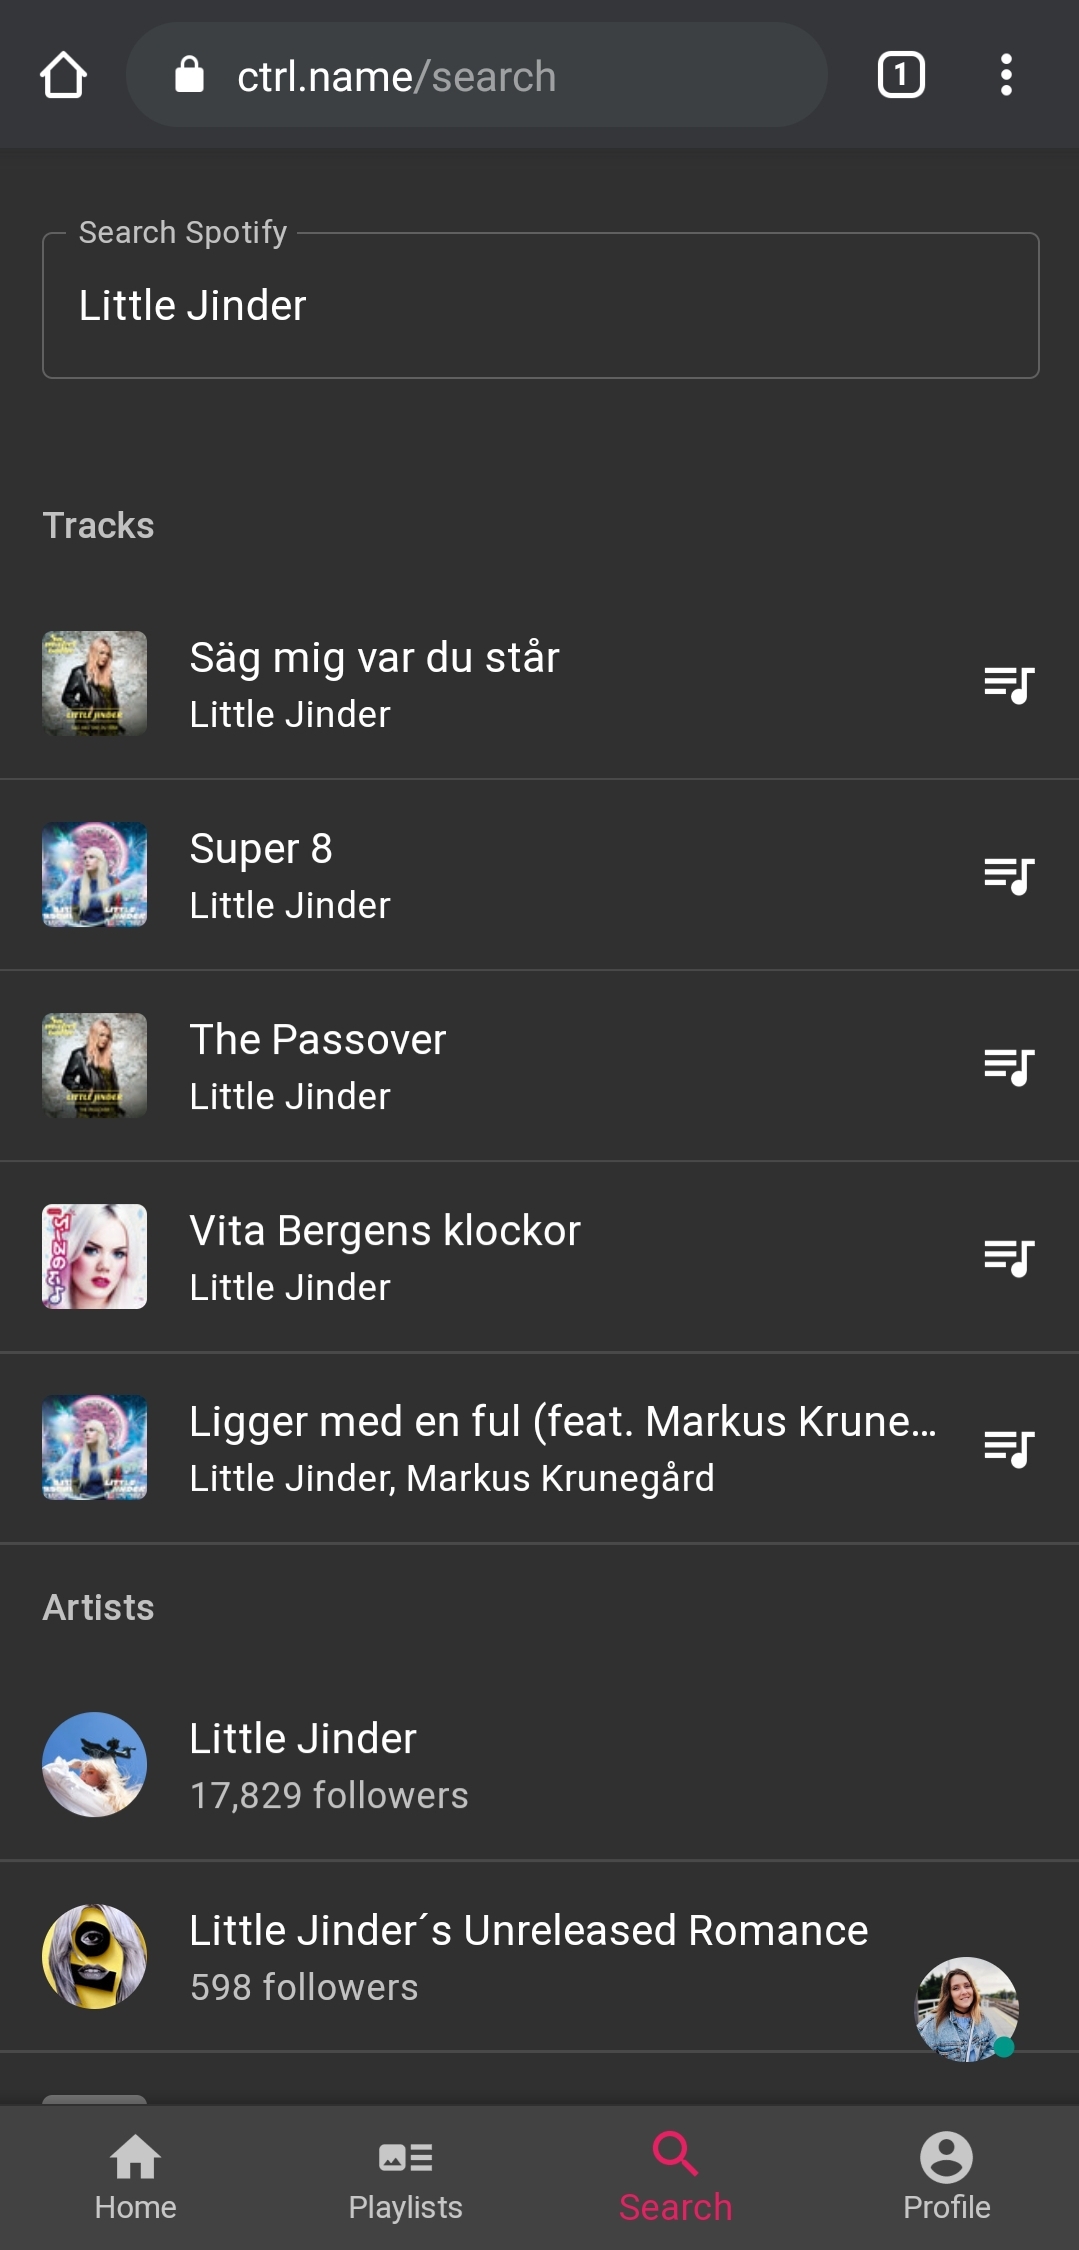 ctrl.name/search
1
Search Spotify
Little Jinder
Tracks
Säg mig var du står
Little Jinder
Super 8
Little Jinder
The Passover
Little Jinder
Vita Bergens klockor
Little Jinder
Ligger med en ful (feat. Markus Krune…
Little Jinder, Markus Krunegård
Artists
Little Jinder
17,829 followers
Little Jinder´s Unreleased Romance
598 followers
Home
Playlists
Search
Profile